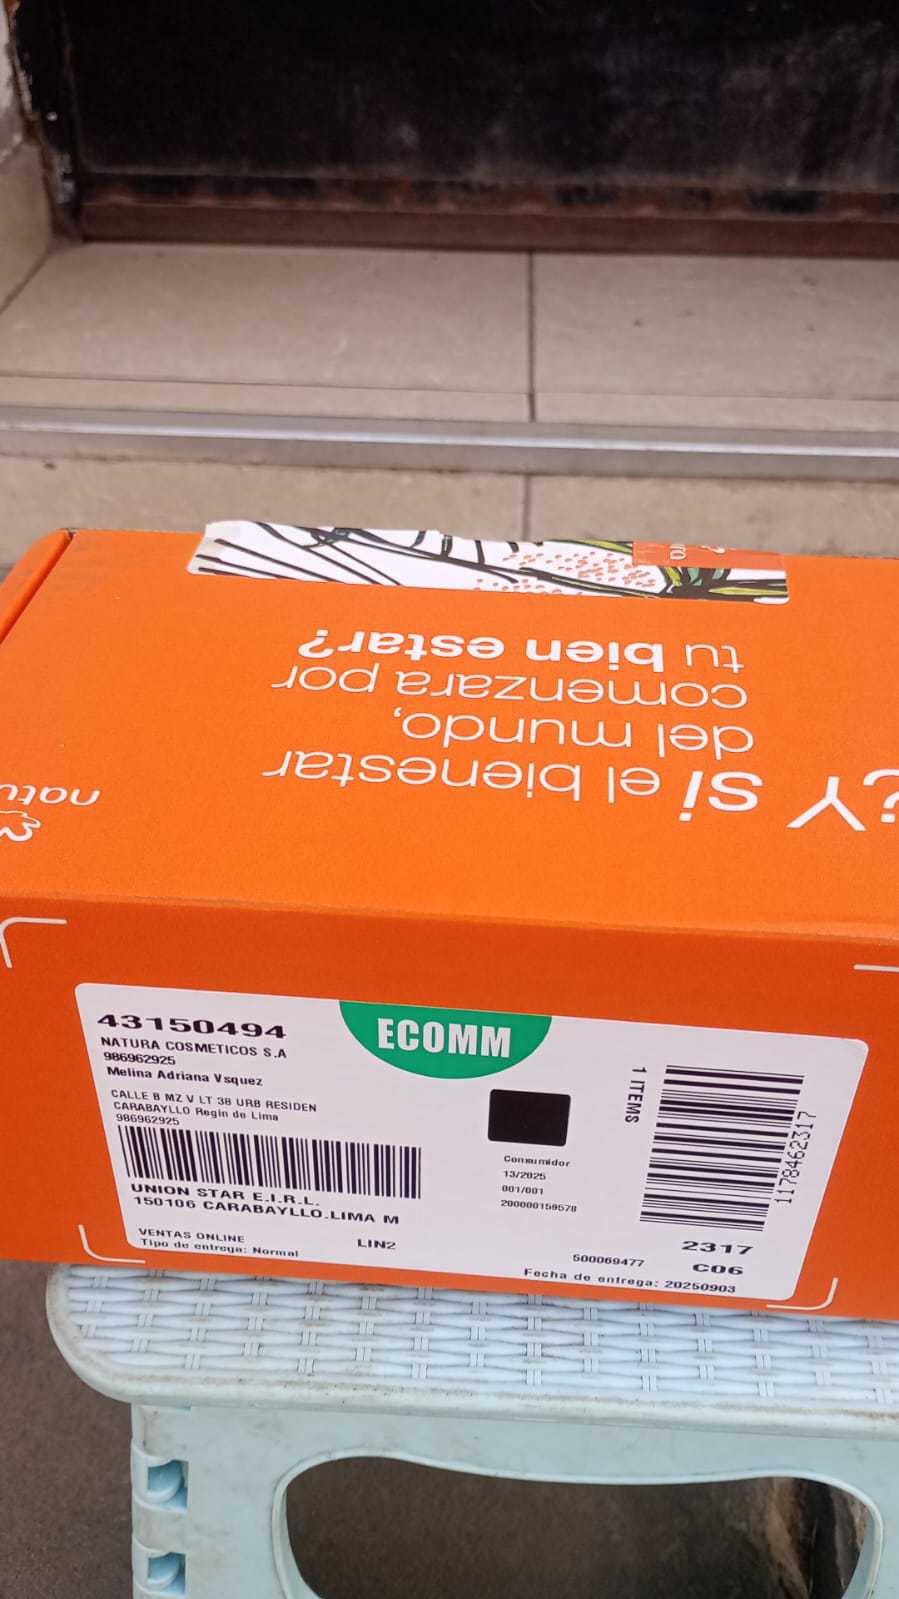 ura
¿Y si el bienestar
del mundo,
comenzara por
tu bien estar?
natu
43150494
NATURA COSMETICOS S.A
986962925
Melina Adriana Vsquez
CALLE 8 MZ V LT 38 URB RESIDEN
CARABAYLLO Regin de Lima
986962925
UNION STAR E.I.R.L.
150106 CARABAYLLO.LIMA M
VENTAS ONLINE
Tipo de entrega: Normal
LIN2
ECOMM
Consumidor
13/2025
001/001
200000159578
1 ITEMS
1178462317
2317
500069477
C06
Fecha de entrega: 20250903